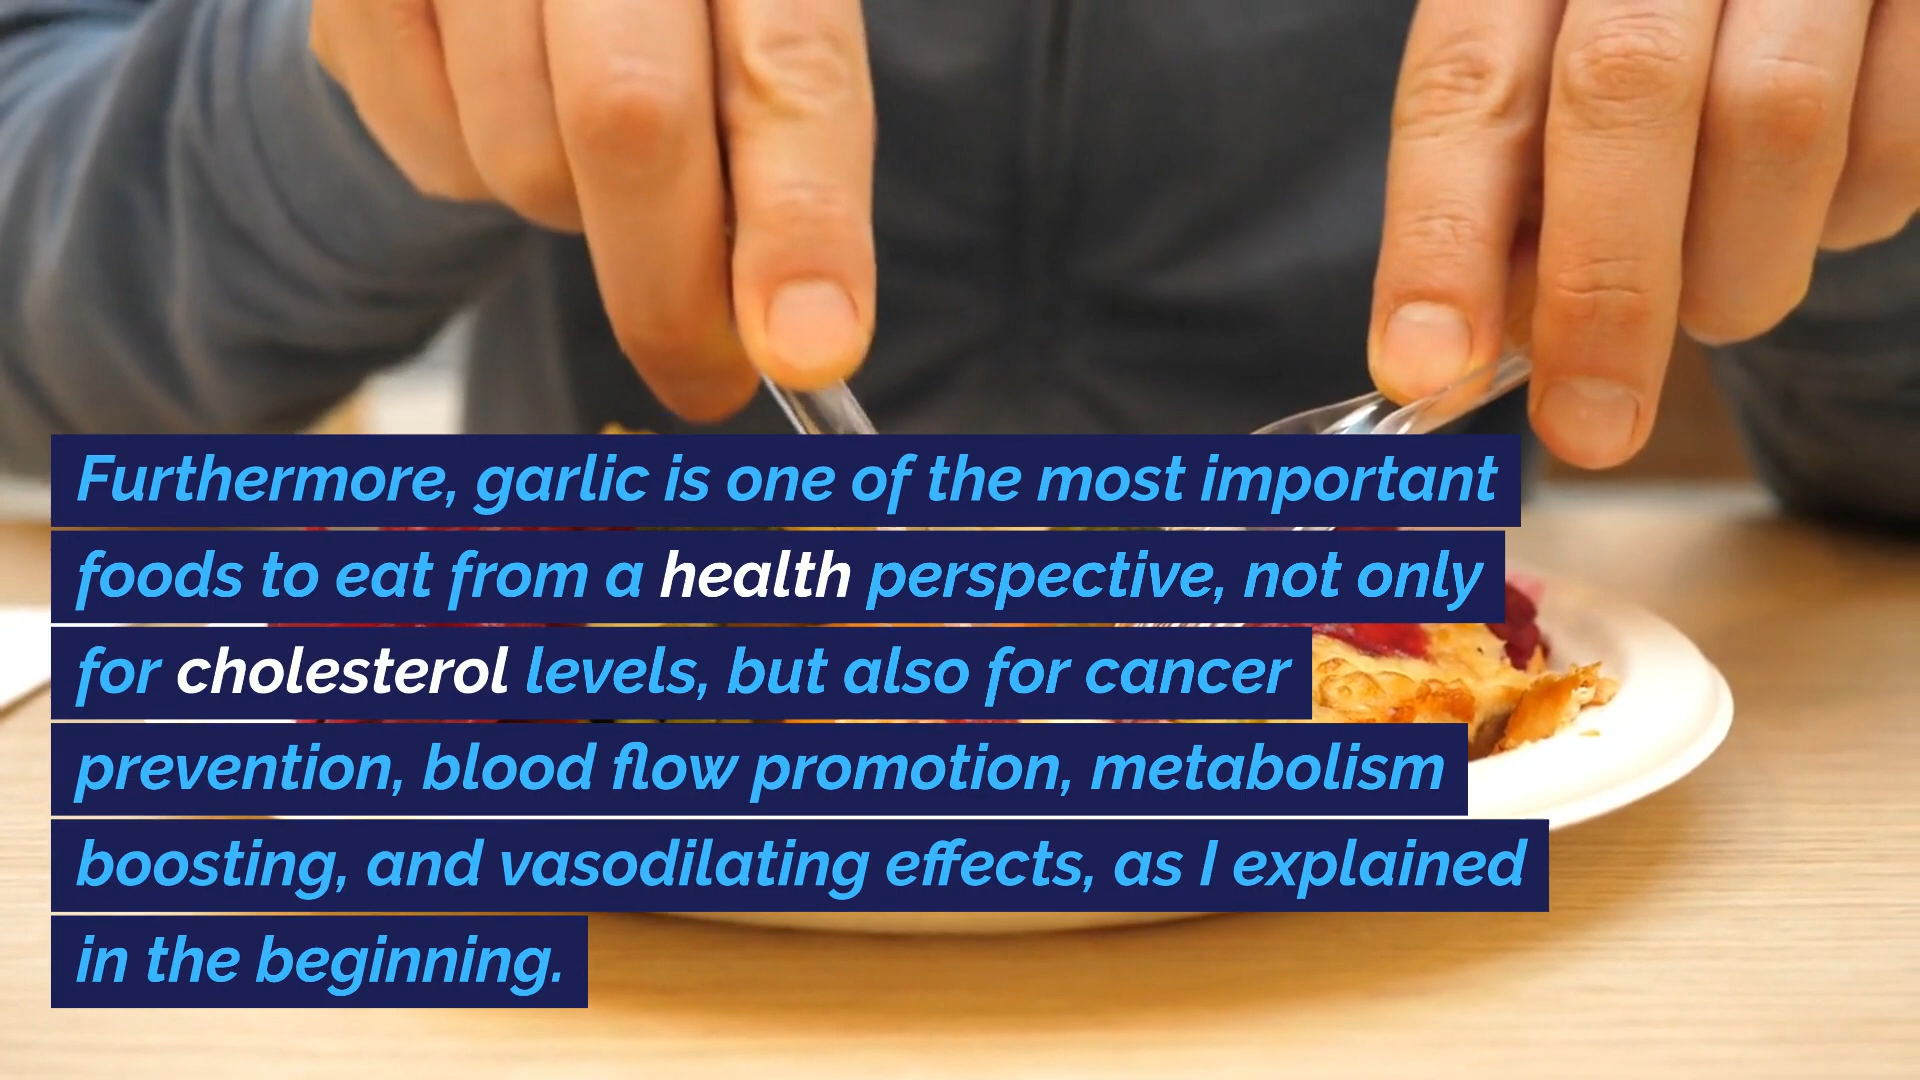 Furthermore, garlic is one of the most important
foods to eat from a health perspective, not only
for cholesterol levels, but also for cancer
prevention, blood flow promotion, metabolism
boosting, and vasodilating effects, as I explained
in the beginning.